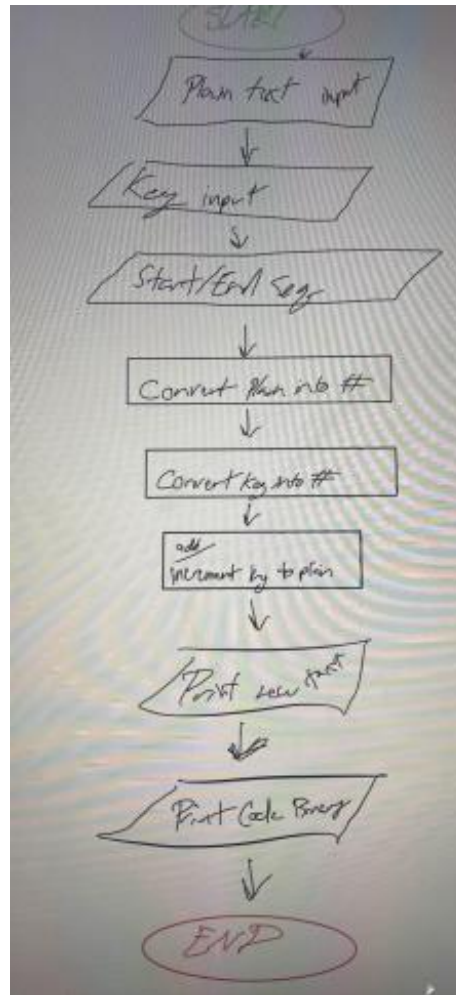 START
Plain text input
Key input
Start/End Seq
Convert Plain into #
Convert Key into #
add/
increment key to plain
Print new text
Print Code Binary
END